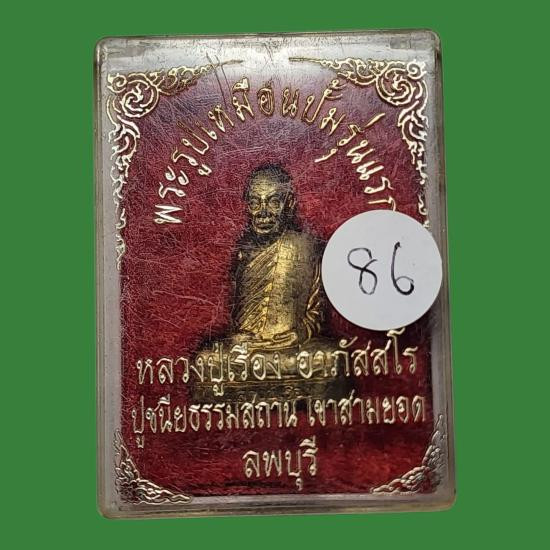 พระรูปเหมือนปั๊มรุ่นแรก
86
หลวงปู่เรือง อาภัสสโร
ปูชนียธรรมสถาน เขาสามยอด
ลพบุรี